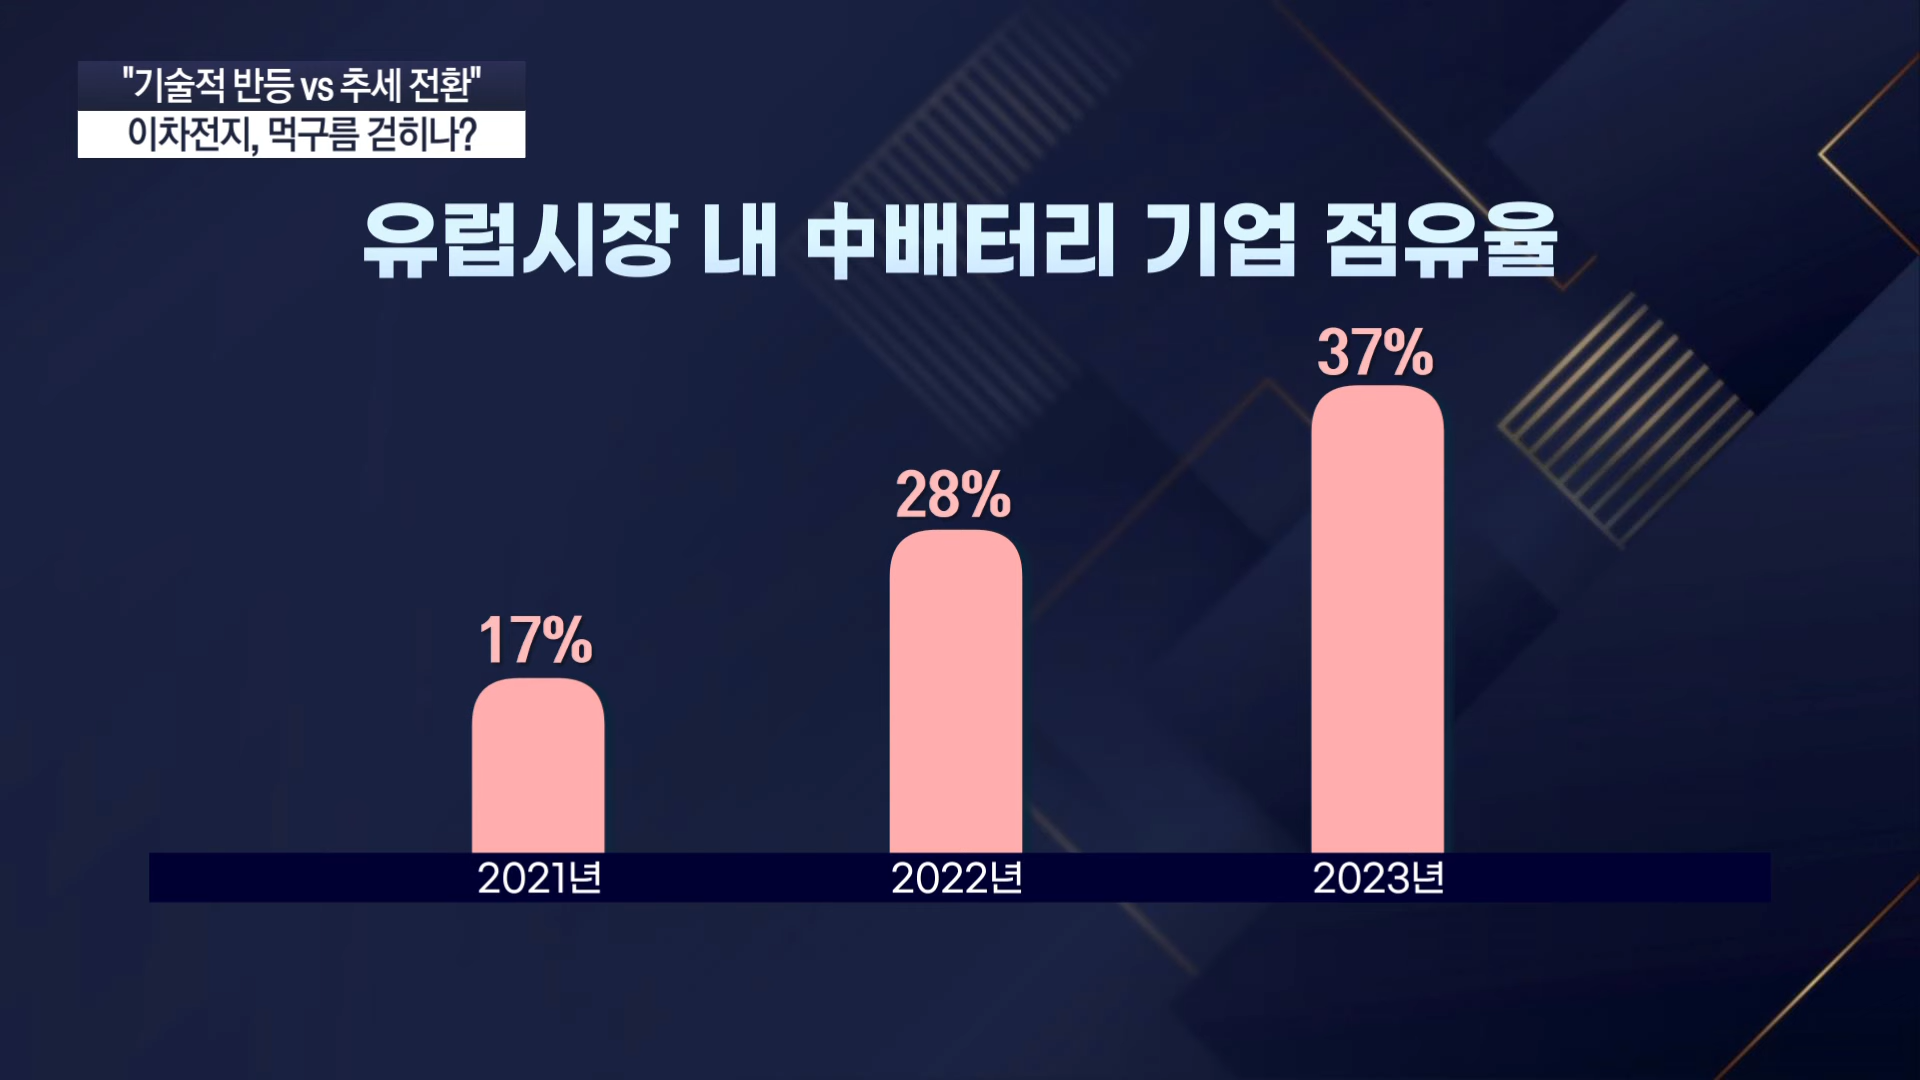 "기술적 반등 vs 추세 전환"
이차전지, 먹구름 걷히나?
유럽시장 내 中배터리 기업 점유율
37%
28%
17%
2021년 2022년 2023년